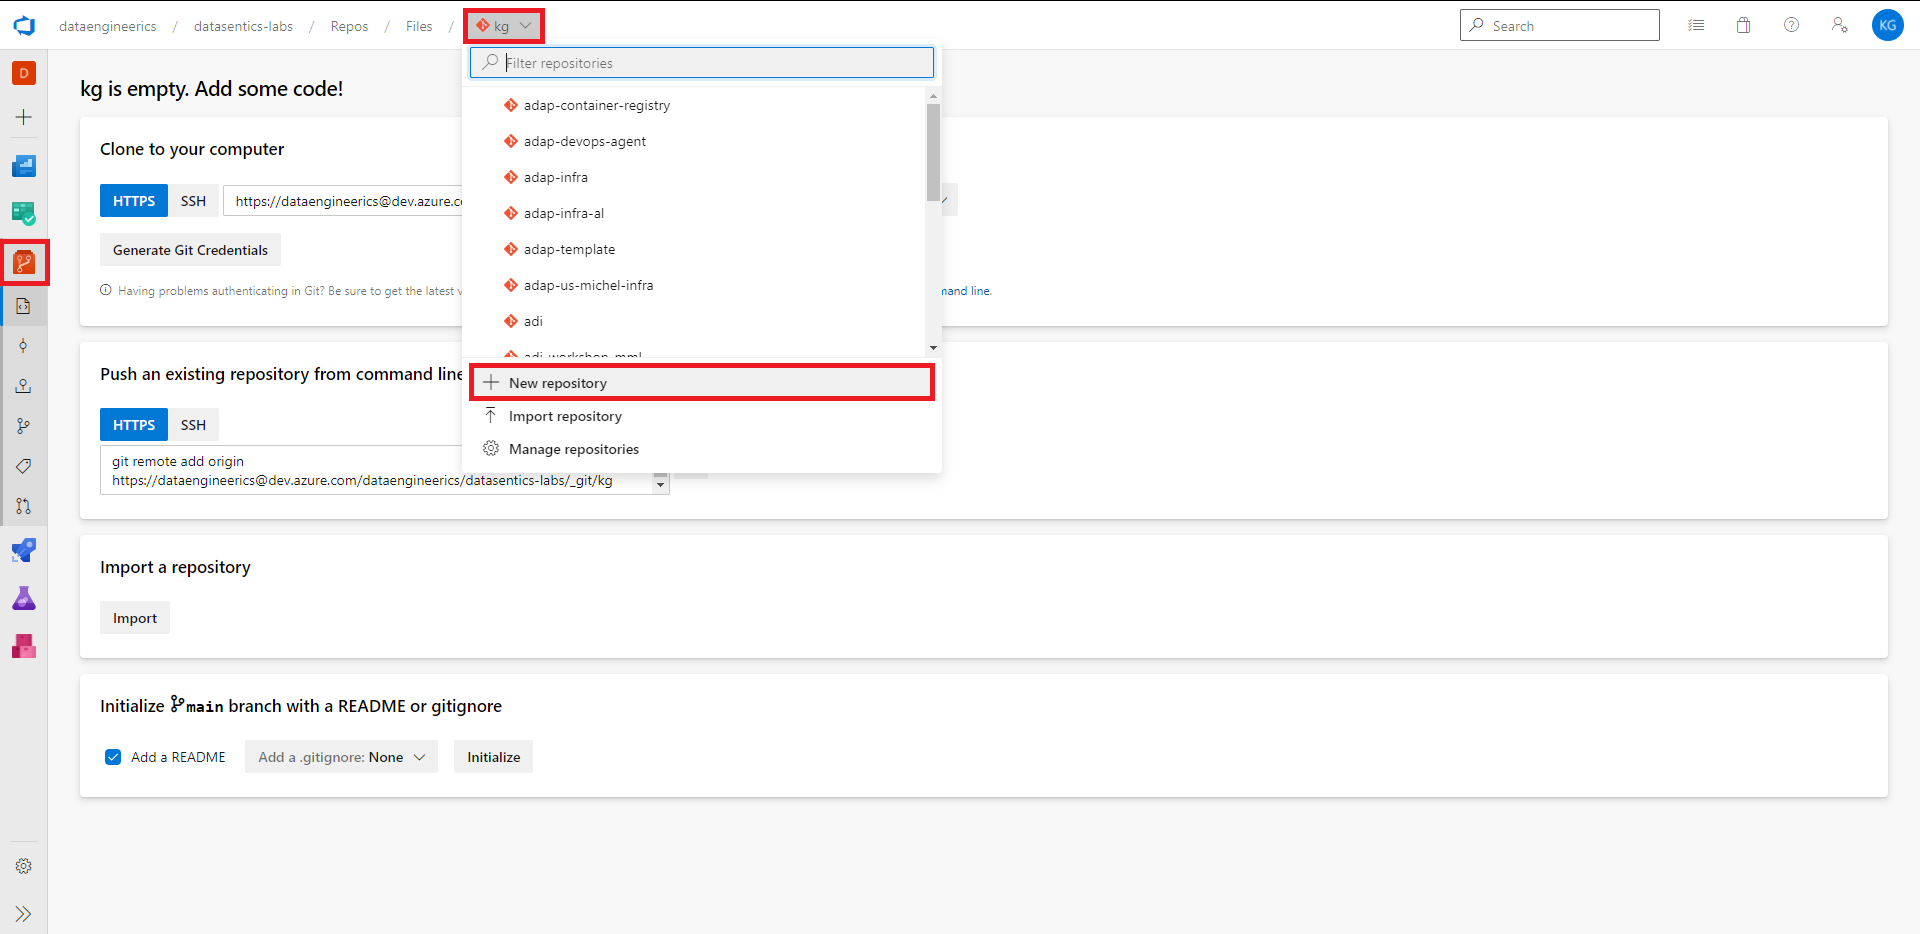 dataengineerics / datasentics-labs / Repos / Files / kg
Search
KG
D
Filter repositories
kg is empty. Add some code!
adap-container-registry
adap-devops-agent
adap-infra
adap-infra-al
adap-template
adap-us-michel-infra
adi
adi-workshop-mml
New repository
Import repository
Manage repositories
Clone to your computer
HTTPS SSH https://dataengineerics@dev.azure.co
Generate Git Credentials
Having problems authenticating in Git? Be sure to get the latest v
mand line.
Push an existing repository from command line
HTTPS SSH
git remote add origin
https://dataengineerics@dev.azure.com/dataengineerics/datasentics-labs/_git/kg
Import a repository
Import
Initialize main branch with a README or gitignore
Add a README Add a .gitignore: None Initialize